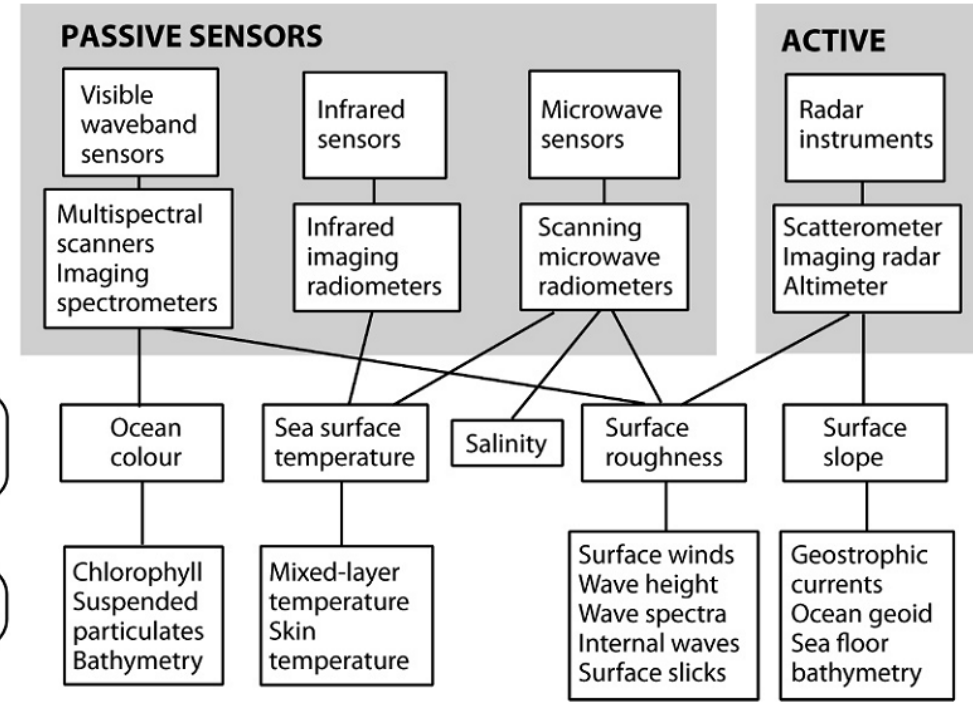 PASSIVE SENSORS
ACTIVE
Visible
waveband
sensors
Infrared
sensors
Microwave
sensors
Radar
instruments
Multispectral
scanners
Imaging
spectrometers
Infrared
imaging
radiometers
Scanning
microwave
radiometers
Scatterometer
Imaging radar
Altimeter
Ocean
colour
Sea surface
temperature
Salinity
Surface
roughness
Surface
slope
Chlorophyll
Suspended
particulates
Bathymetry
Mixed-layer
temperature
Skin
temperature
Surface winds
Wave height
Wave spectra
Internal waves
Surface slicks
Geostrophic
currents
Ocean geoid
Sea floor
bathymetry